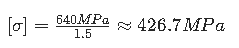 [σ] = 640MPa/1.5 ≈ 426.7MPa